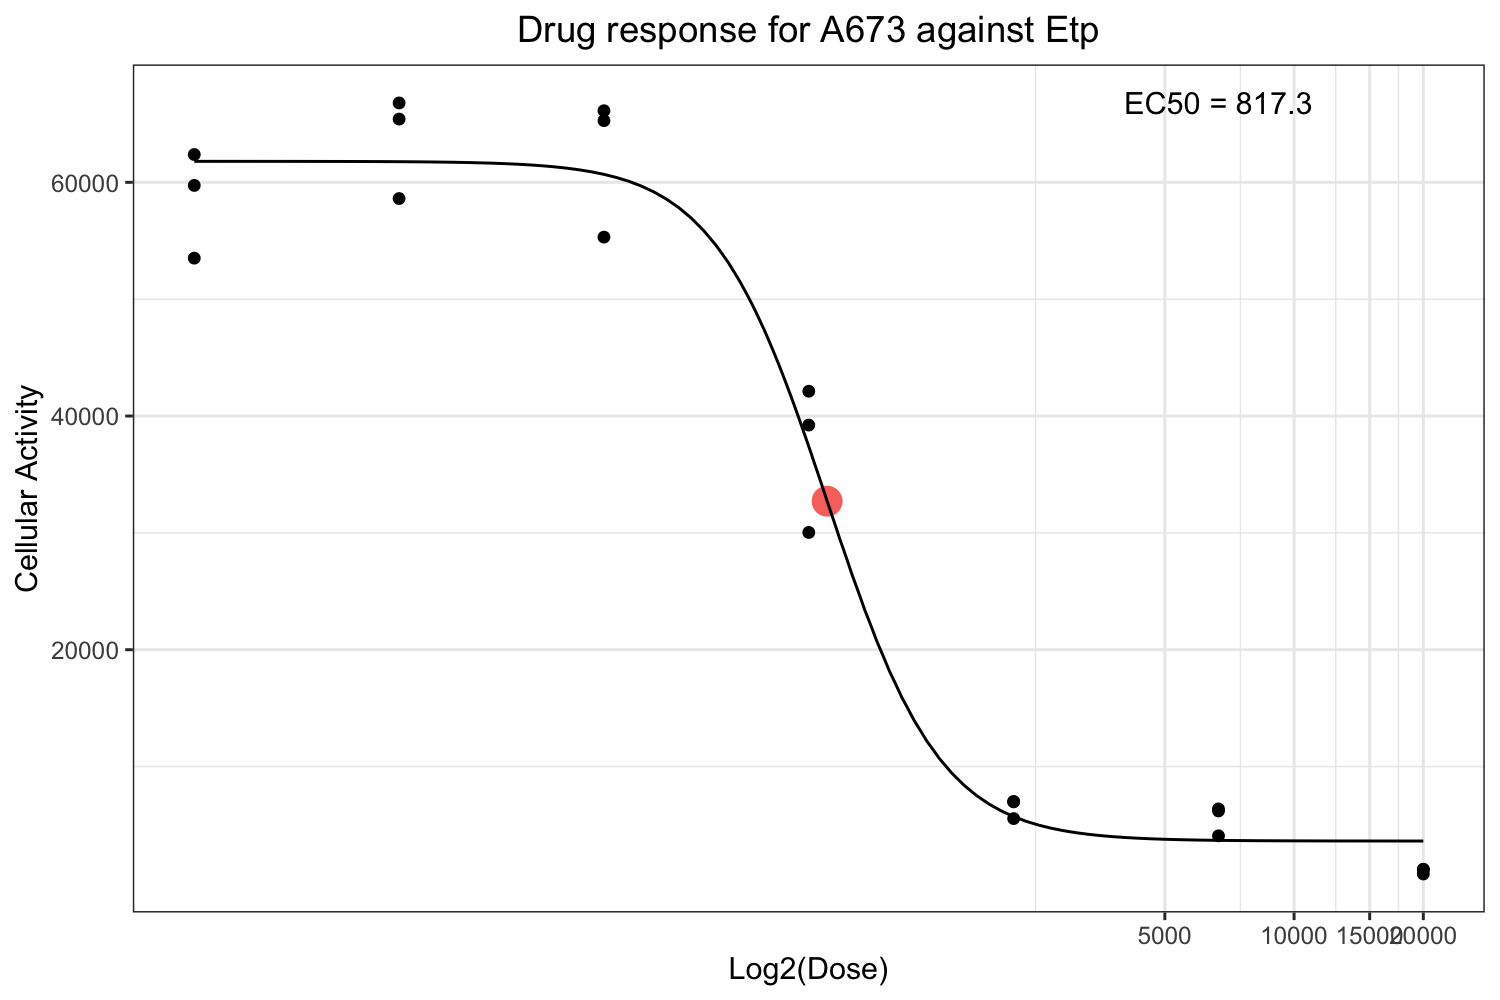 Drug response for A673 against Etp
EC50 = 817.3
60000
40000
20000
Cellular Activity
5000 10000 15000 20000
Log2(Dose)